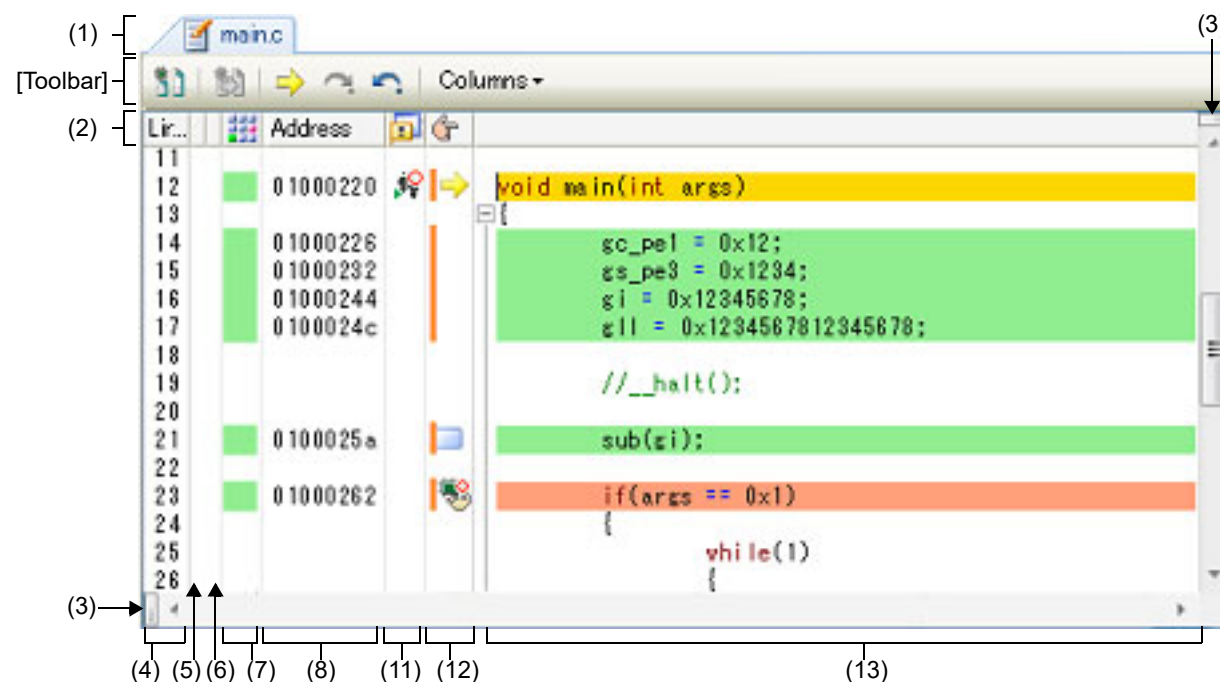 (1) main.c (3
[Toolbar] Columns
(2) Lir... Address
11
12 01000220 void main(int args)
13 {
14 01000226 gc_pe1 = 0x12;
15 01000232 gs_pe3 = 0x1234;
16 01000244 gi = 0x12345678;
17 0100024c gll = 0x1234567812345678;
18
19 //__halt();
20
21 0100025a sub(gi);
22
23 01000262 if(args == 0x1)
24 {
25 while(1)
26 {
(3)
(4) (5) (6) (7) (8) (11) (12) (13)